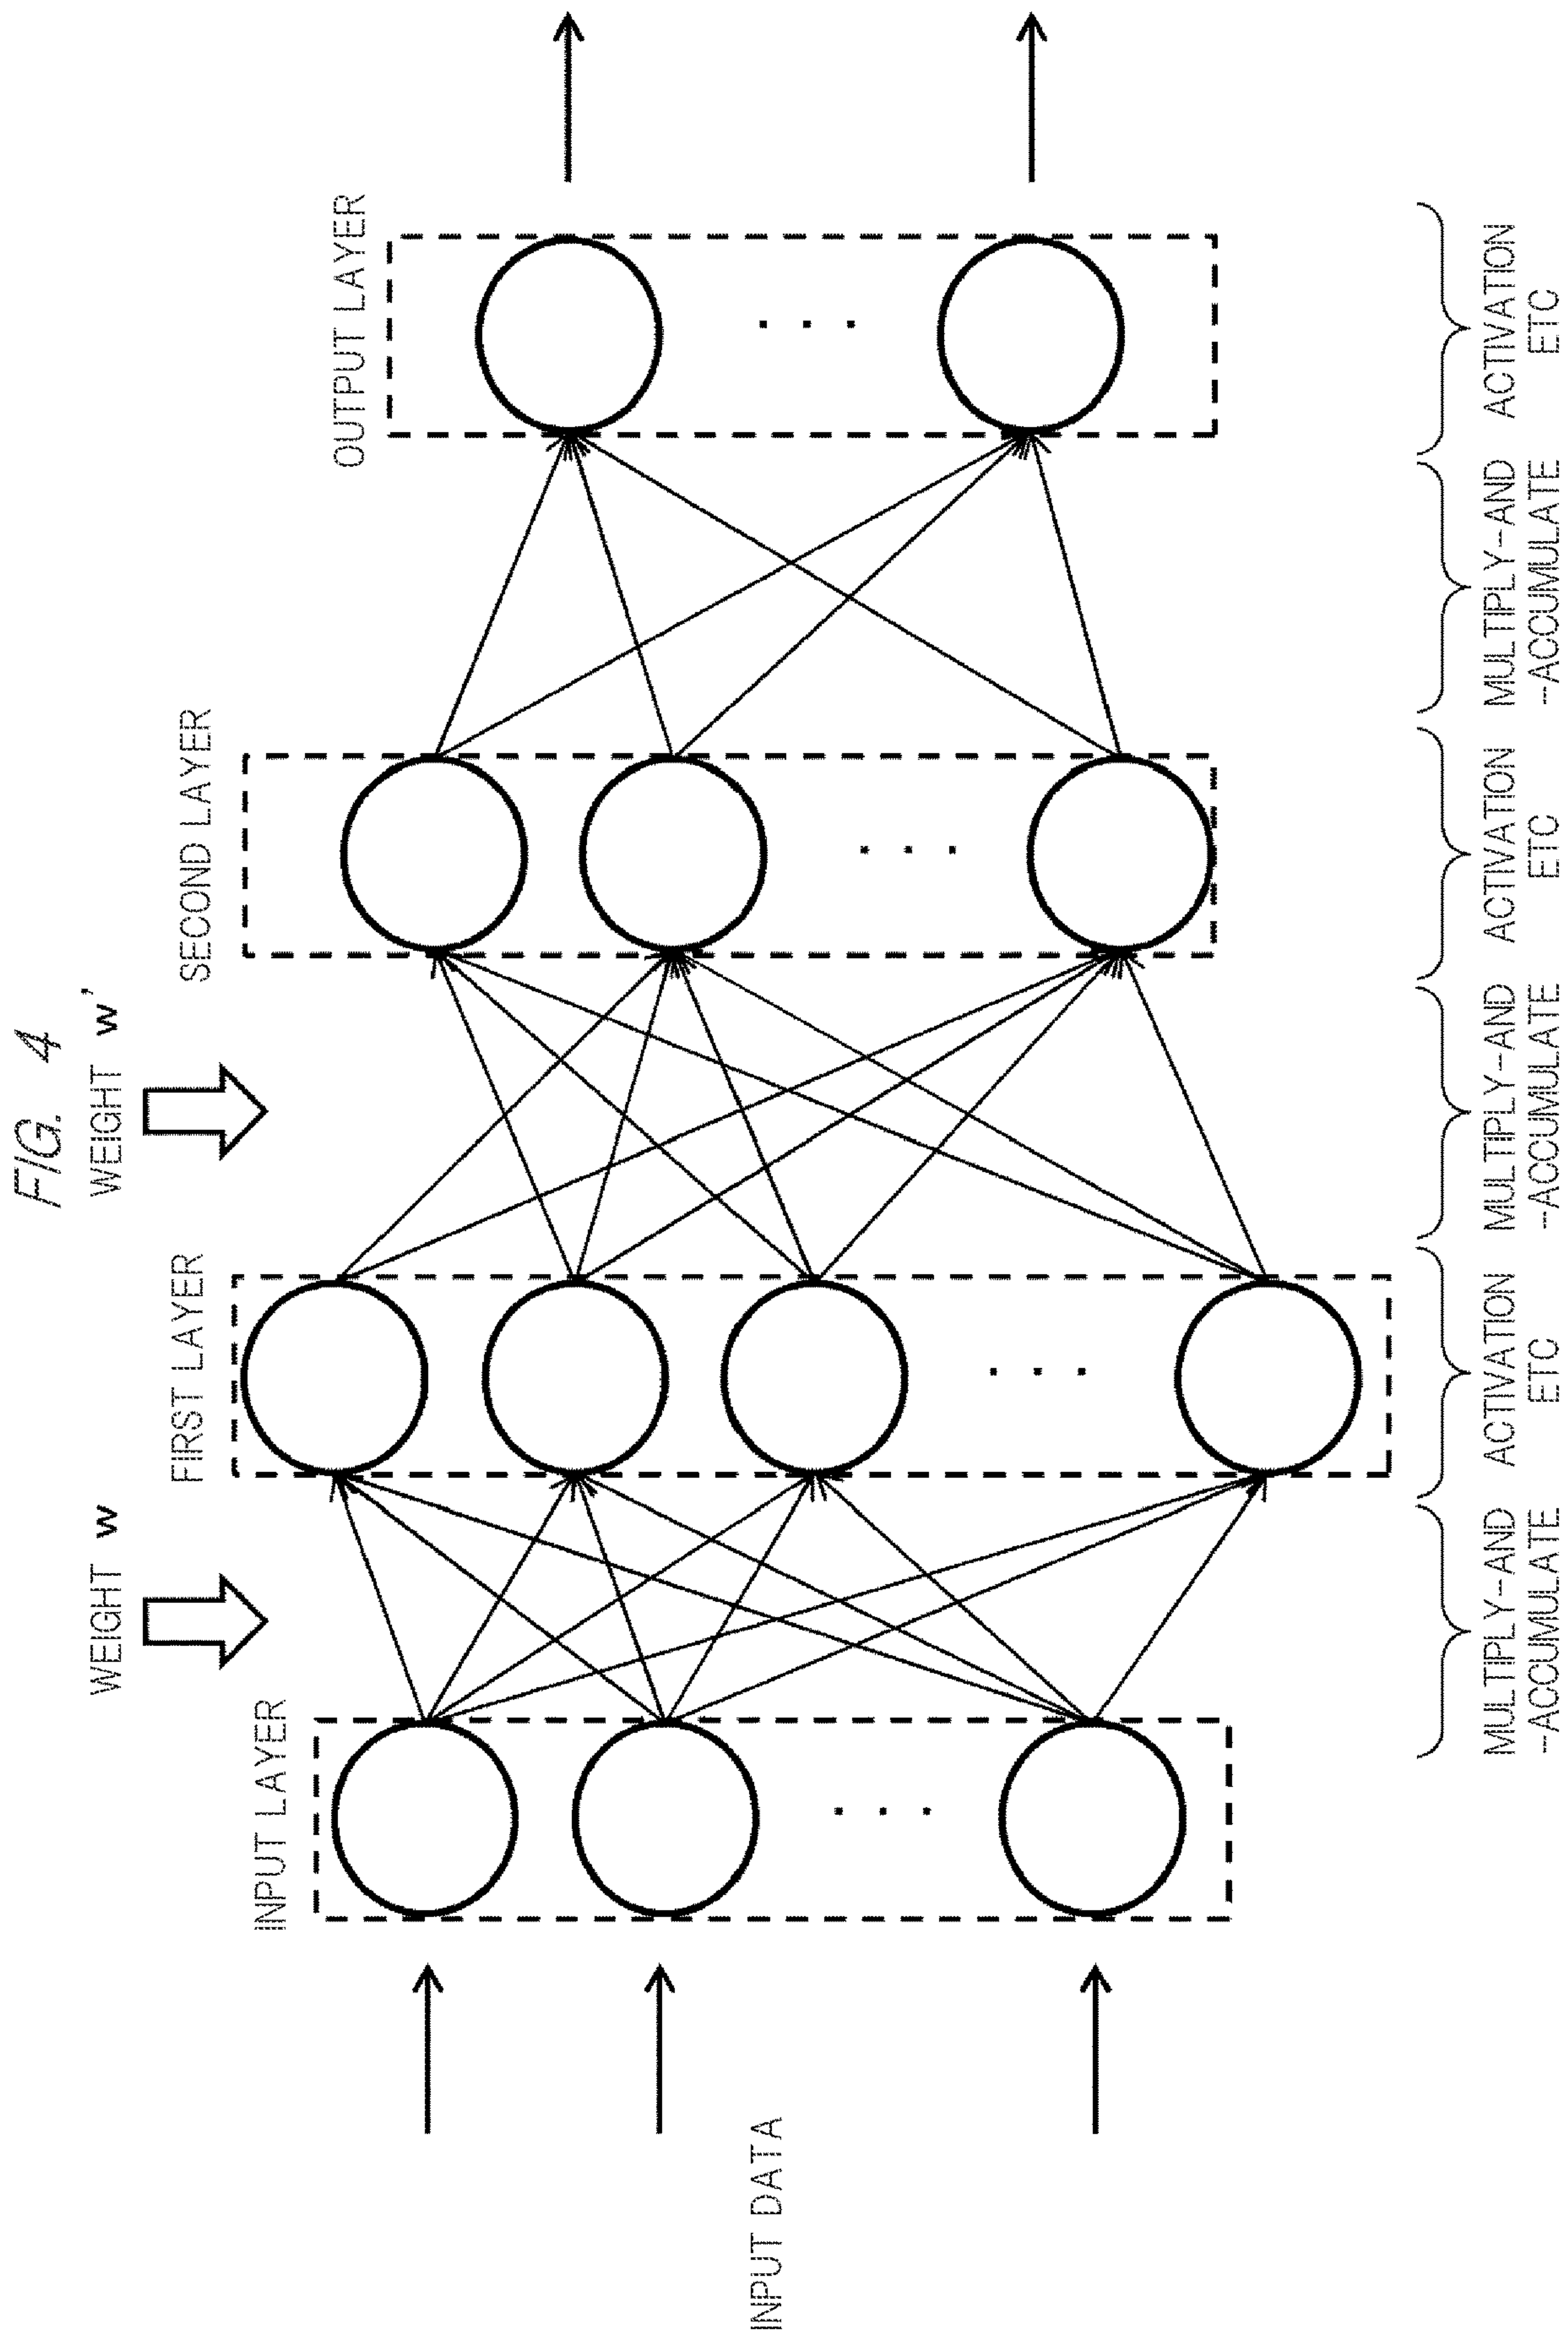 FIG. 4
WEIGHT w
WEIGHT w'
INPUT LAYER
FIRST LAYER
SECOND LAYER
OUTPUT LAYER
INPUT DATA
MULTIPLY-AND
-ACCUMULATE
ACTIVATION
ETC
MULTIPLY-AND
-ACCUMULATE
ACTIVATION
ETC
MULTIPLY-AND
-ACCUMULATE
ACTIVATION
ETC